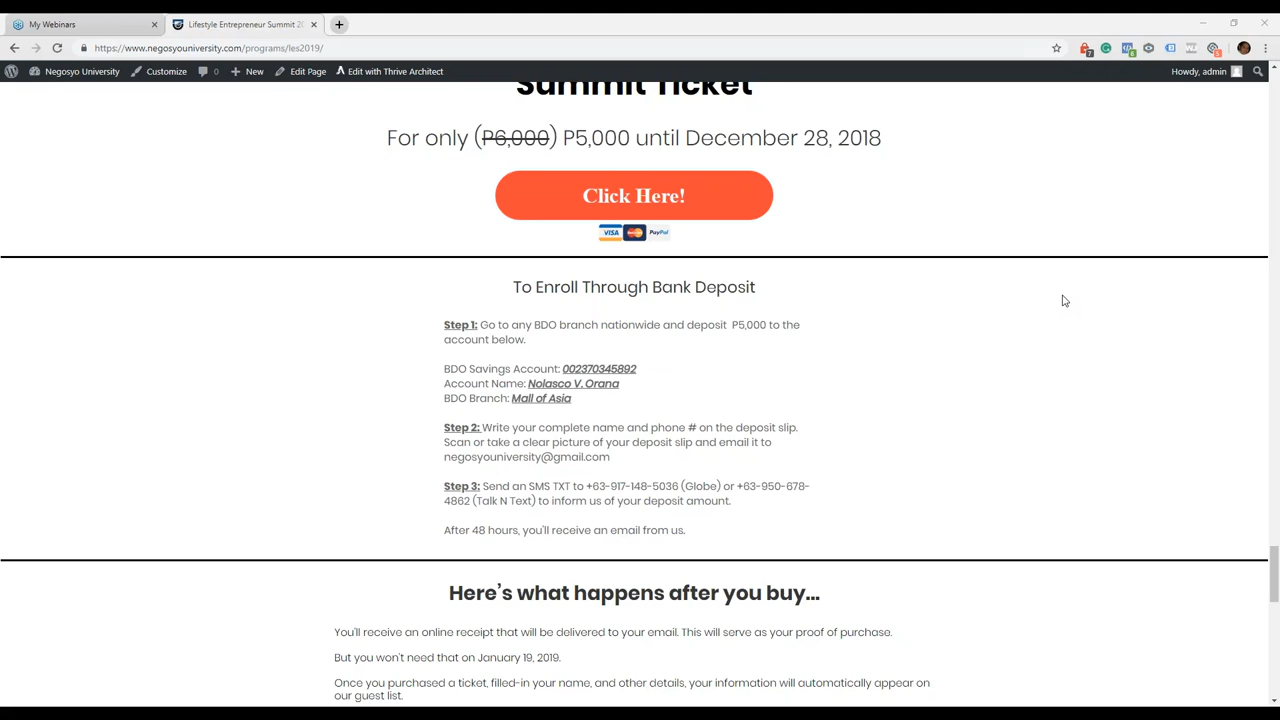 My Webinars
Lifestyle Entrepreneur Summit 20
https://www.negosyouniversity.com/programs/les2019/
Negosyo University Customize 0 New Edit Page Edit with Thrive Architect Howdy, admin
Summit Ticket
For only (P6,000) P5,000 until December 28, 2018
Click Here!
VISA MasterCard PayPal
To Enroll Through Bank Deposit
Step 1: Go to any BDO branch nationwide and deposit P5,000 to the
account below.
BDO Savings Account: 002370345892
Account Name: Nolasco V. Orana
BDO Branch: Mall of Asia
Step 2: Write your complete name and phone # on the deposit slip.
Scan or take a clear picture of your deposit slip and email it to
negosyouniversity@gmail.com
Step 3: Send an SMS TXT to +63-917-148-5036 (Globe) or +63-950-678-
4862 (Talk N Text) to inform us of your deposit amount.
After 48 hours, you'll receive an email from us.
Here's what happens after you buy...
You'll receive an online receipt that will be delivered to your email. This will serve as your proof of purchase.
But you won't need that on January 19, 2019.
Once you purchased a ticket, filled-in your name, and other details, your information will automatically appear on
our guest list.